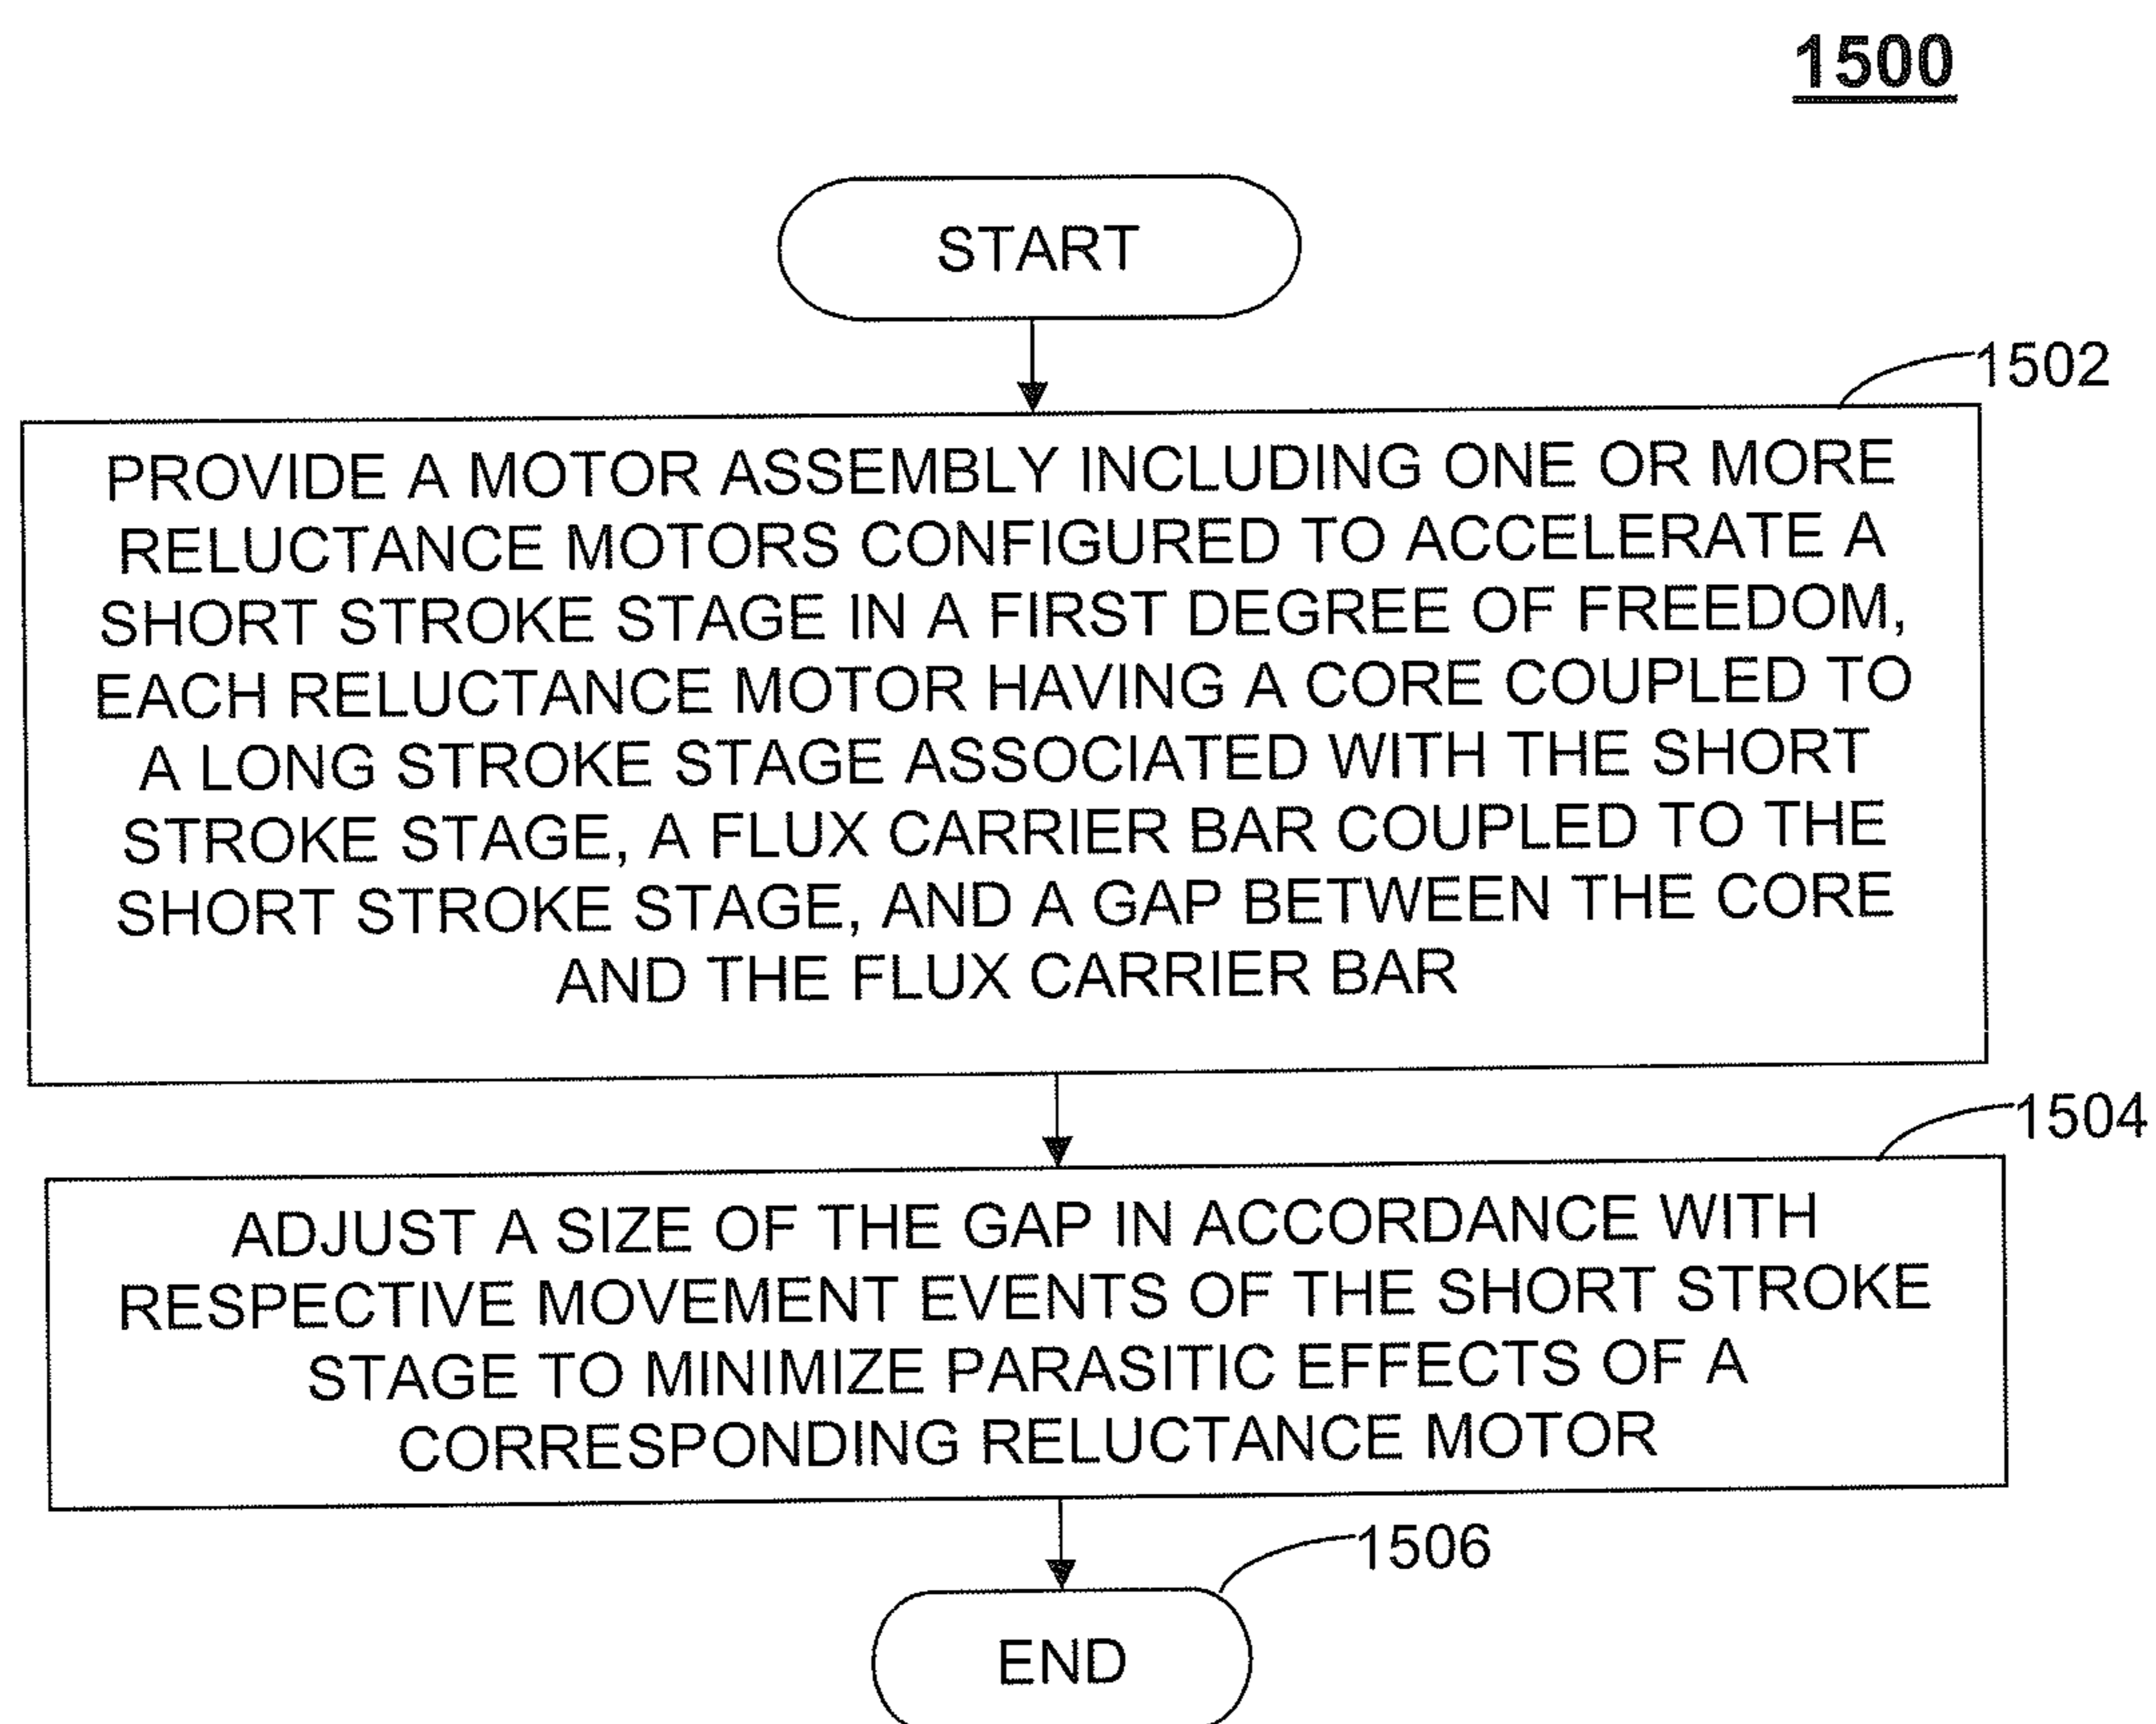 1500
START
1502
PROVIDE A MOTOR ASSEMBLY INCLUDING ONE OR MORE
RELUCTANCE MOTORS CONFIGURED TO ACCELERATE A
SHORT STROKE STAGE IN A FIRST DEGREE OF FREEDOM,
EACH RELUCTANCE MOTOR HAVING A CORE COUPLED TO
A LONG STROKE STAGE ASSOCIATED WITH THE SHORT
STROKE STAGE, A FLUX CARRIER BAR COUPLED TO THE
SHORT STROKE STAGE, AND A GAP BETWEEN THE CORE
AND THE FLUX CARRIER BAR
1504
ADJUST A SIZE OF THE GAP IN ACCORDANCE WITH
RESPECTIVE MOVEMENT EVENTS OF THE SHORT STROKE
STAGE TO MINIMIZE PARASITIC EFFECTS OF A
CORRESPONDING RELUCTANCE MOTOR
1506
END